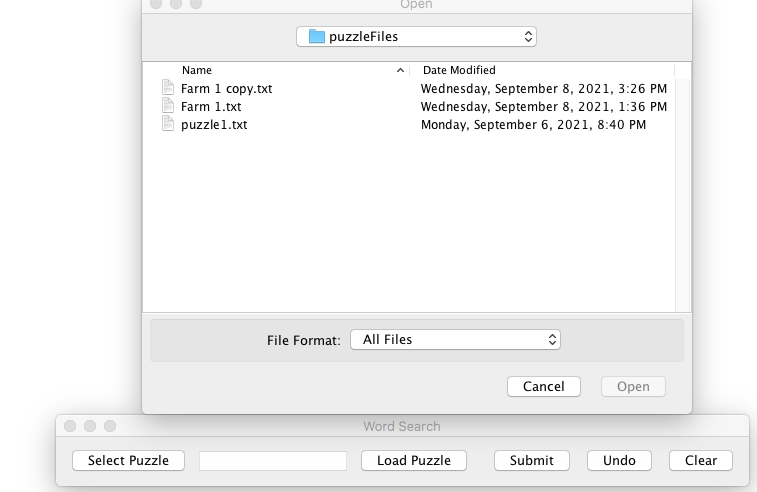 Open
puzzleFiles
Name Date Modified
Farm 1 copy.txt Wednesday, September 8, 2021, 3:26 PM
Farm 1.txt Wednesday, September 8, 2021, 1:36 PM
puzzle1.txt Monday, September 6, 2021, 8:40 PM
File Format: All Files
Cancel Open
Word Search
Select Puzzle Load Puzzle Submit Undo Clear